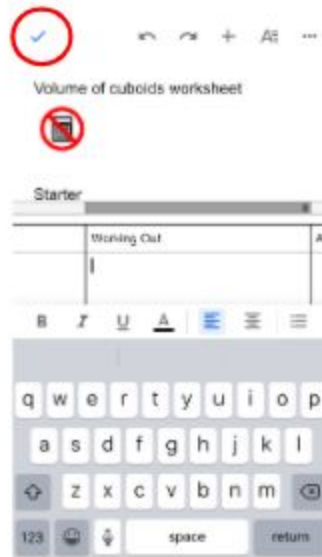 A
Volume of cuboids worksheet
Starter
Working Out
A
B I U A
q w e r t y u i o p
a s d f g h j k l
z x c v b n m
123 space return